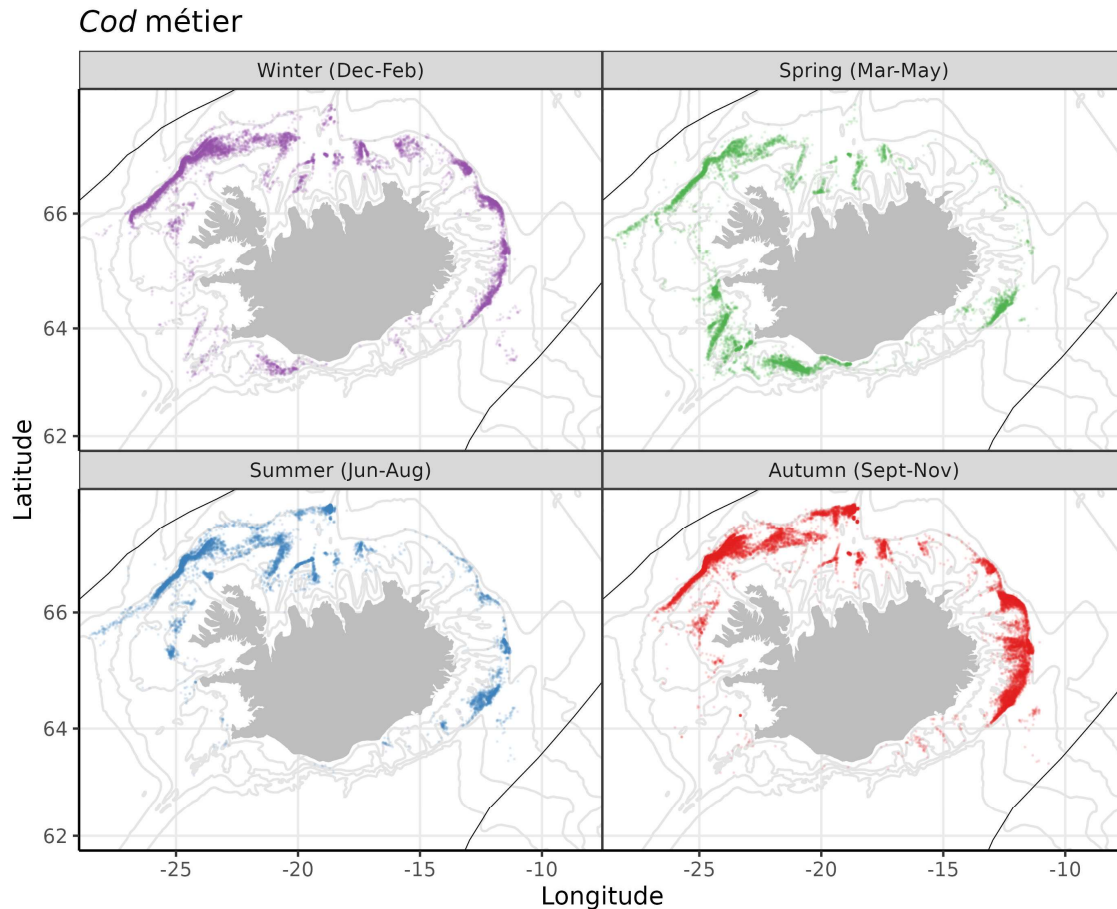 Cod métier
Winter (Dec-Feb)
Spring (Mar-May)
66
64
62
Summer (Jun-Aug)
Autumn (Sept-Nov)
Latitude
66
64
62
-25
-20
-15
-10
-25
-20
-15
-10
Longitude